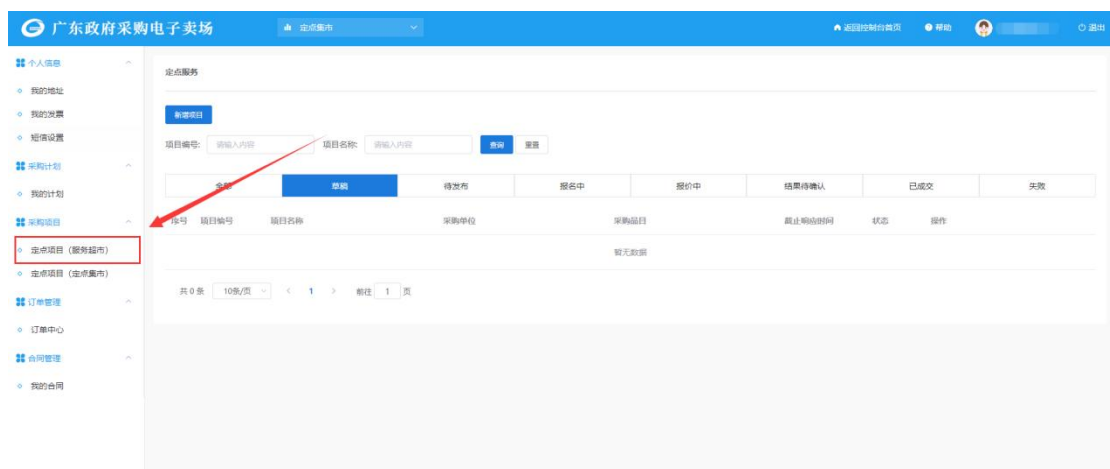 广东政府采购电子卖场 定点集市 返回控制台首页 帮助 退出
个人信息
我的地址
我的发票
短信设置
采购计划
我的计划
采购项目
定点项目（服务超市）
定点项目（定点集市）
订单管理
订单中心
合同管理
我的合同
定点服务
新增项目
项目编号: 请输入内容 项目名称: 请输入内容 查询 重置
全部 草稿 待发布 报名中 报价中 结果待确认 已成交 失败
序号 项目编号 项目名称 采购单位 采购品目 截止响应时间 状态 操作
暂无数据
共 0 条 10条/页 < 1 > 前往 1 页